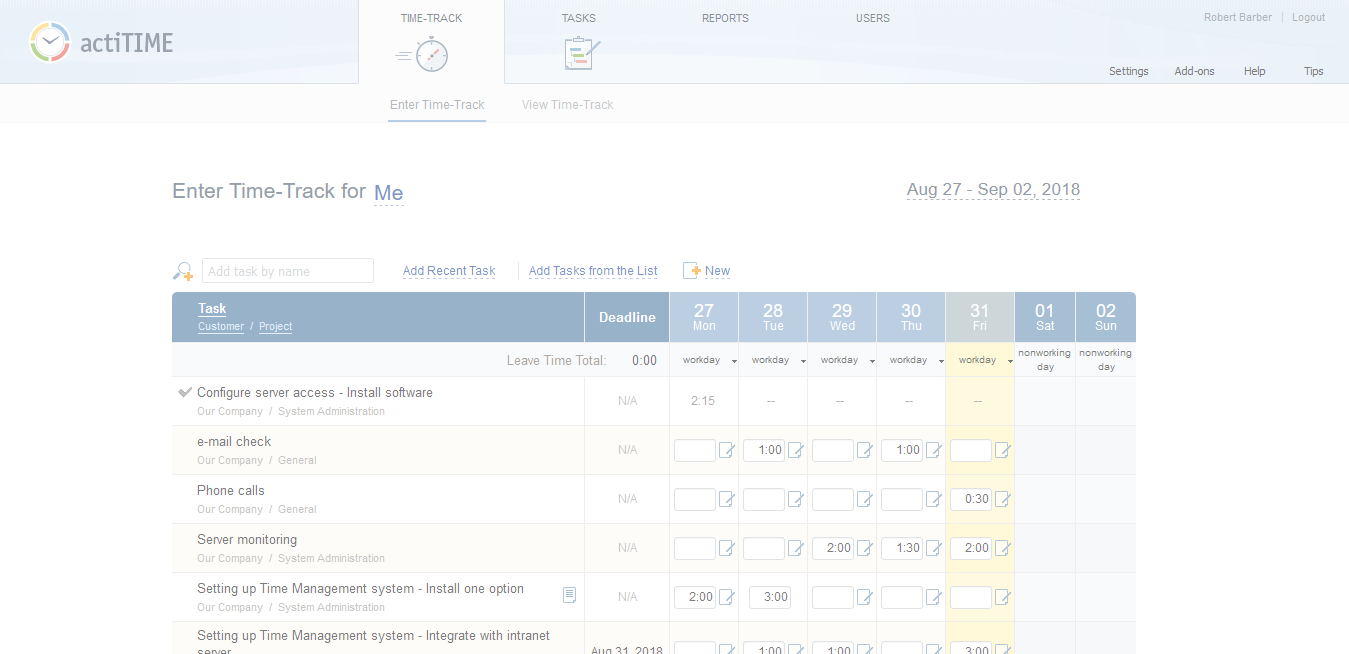 actiTIME
TIME-TRACK
TASKS
REPORTS
USERS
Robert Barber | Logout
Settings
Add-ons
Help
Tips
Enter Time-Track
View Time-Track
Enter Time-Track for Me
Aug 27 - Sep 02, 2018
Add task by name
Add Recent Task
Add Tasks from the List
New
Task
Customer / Project
Deadline
27 28 29 30 31 01 02
Mon Tue Wed Thu Fri Sat Sun
Leave Time Total: 0:00 workday workday workday workday workday nonworking day nonworking day
Configure server access - Install software
Our Company / System Administration
N/A 2:15 -- -- -- --
e-mail check
Our Company / General
N/A 1:00 1:00
Phone calls
Our Company / General
N/A 0:30
Server monitoring
Our Company / System Administration
N/A 2:00 1:30 2:00
Setting up Time Management system - Install one option
Our Company / System Administration
N/A 2:00 3:00
Setting up Time Management system - Integrate with intranet
server
Aug 31, 2018 1:00 1:00 3:00